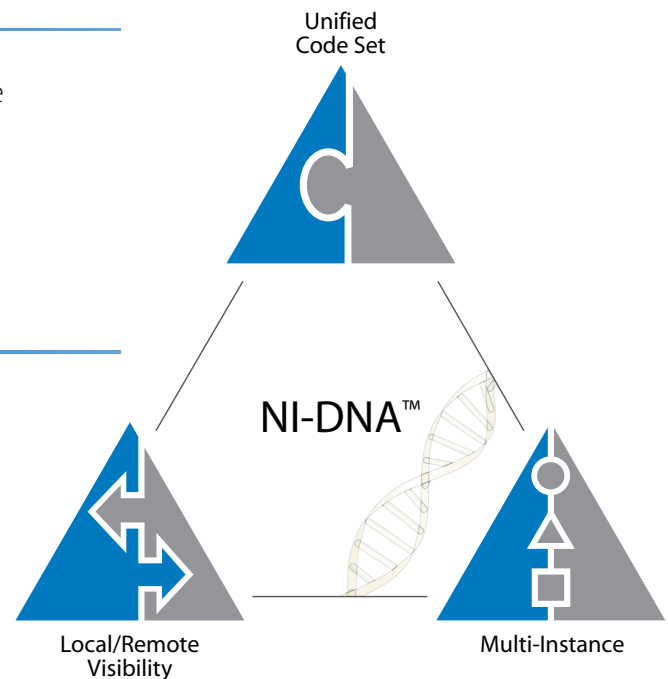 Unified
Code Set
e
NI-DNA™
Local/Remote
Visibility
Multi-Instance